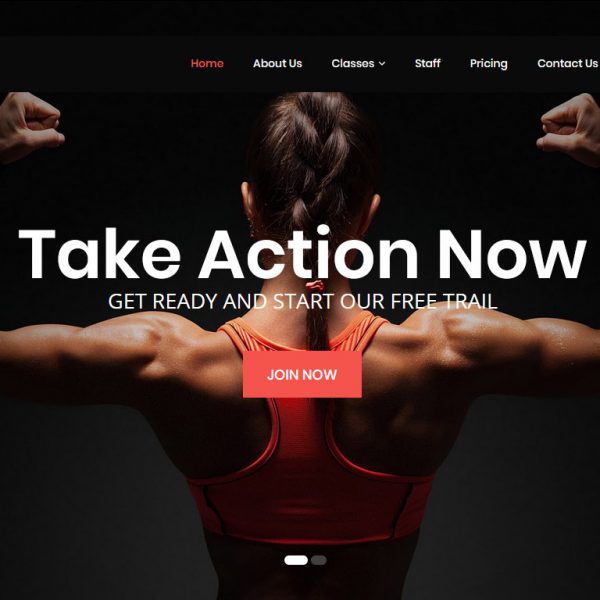 Home About Us Classes Staff Pricing Contact Us
Take Action Now
GET READY AND START OUR FREE TRAIL
JOIN NOW